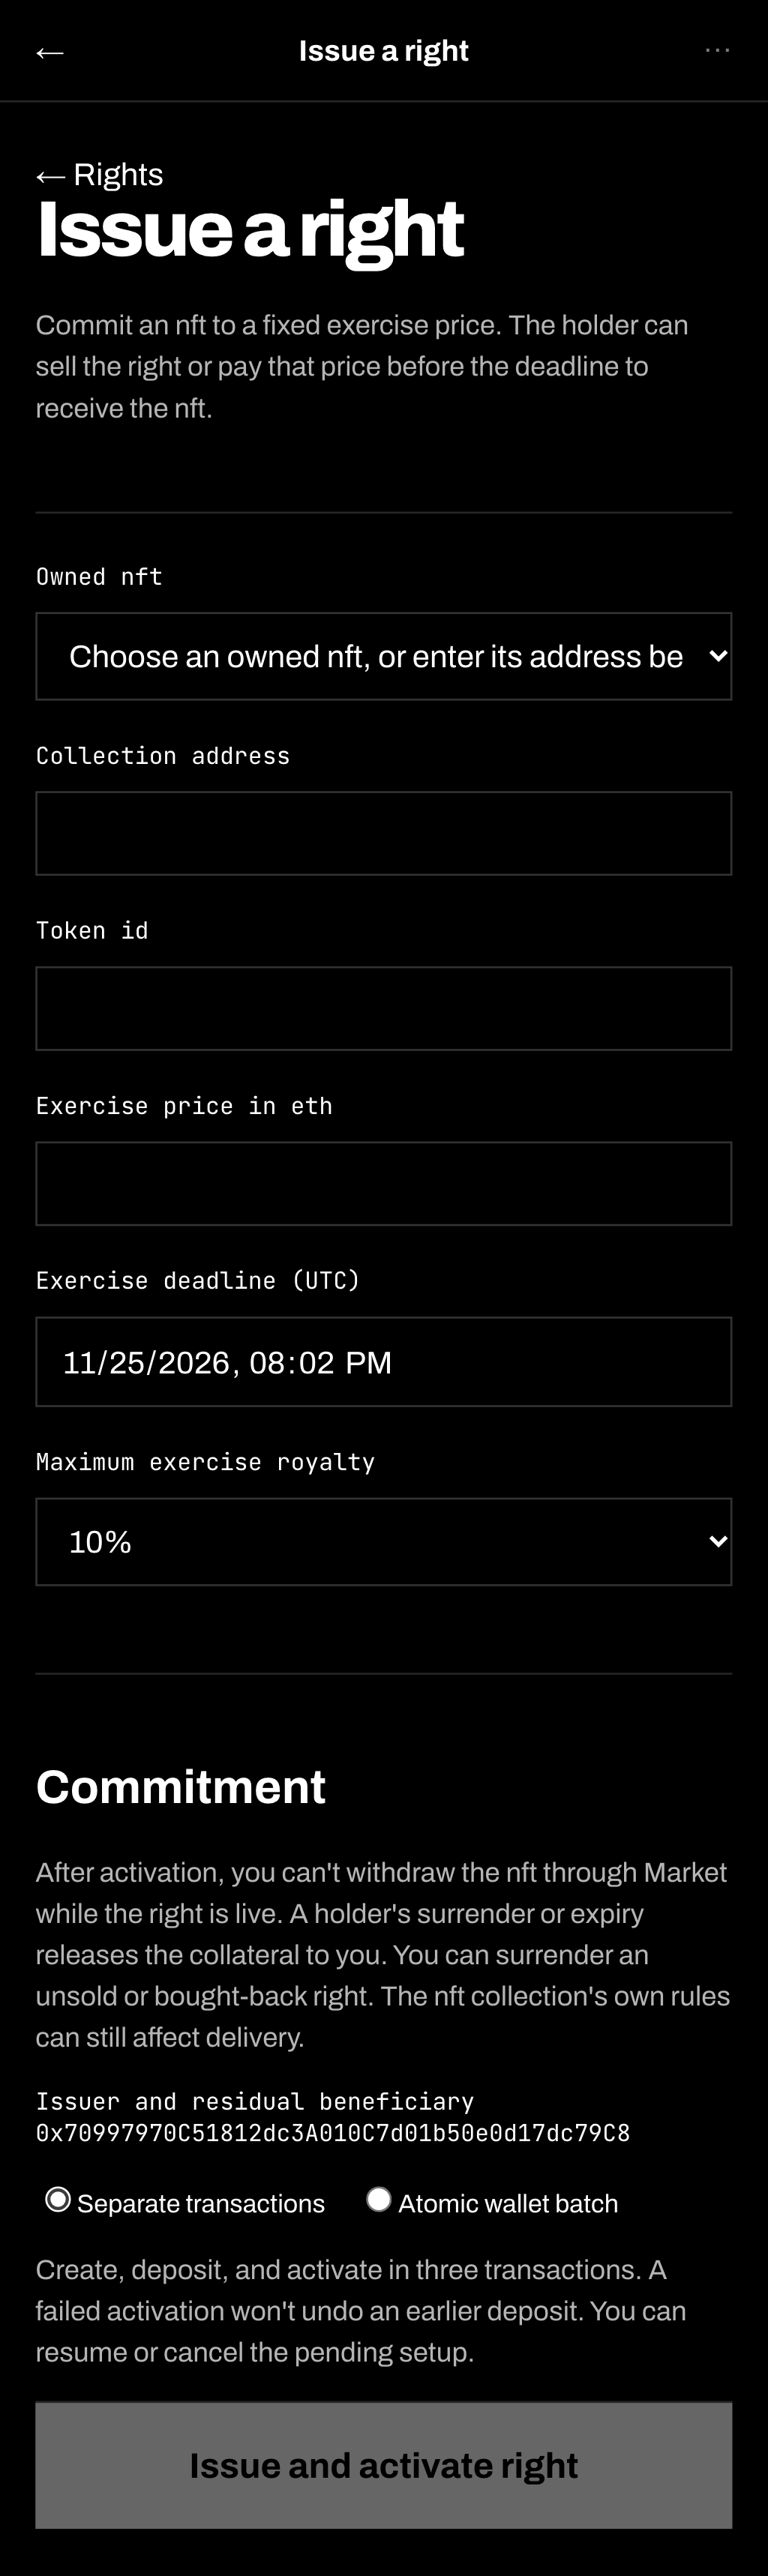 ← Issue a right ...
← Rights
Issue a right
Commit an nft to a fixed exercise price. The holder can
sell the right or pay that price before the deadline to
receive the nft.
Owned nft
Choose an owned nft, or enter its address be
Collection address
Token id
Exercise price in eth
Exercise deadline (UTC)
11/25/2026, 08:02 PM
Maximum exercise royalty
10%
Commitment
After activation, you can't withdraw the nft through Market
while the right is live. A holder's surrender or expiry
releases the collateral to you. You can surrender an
unsold or bought-back right. The nft collection's own rules
can still affect delivery.
Issuer and residual beneficiary
0x70997970C51812dc3A010C7d01b50e0d17dc79C8
Separate transactions Atomic wallet batch
Create, deposit, and activate in three transactions. A
failed activation won't undo an earlier deposit. You can
resume or cancel the pending setup.
Issue and activate right